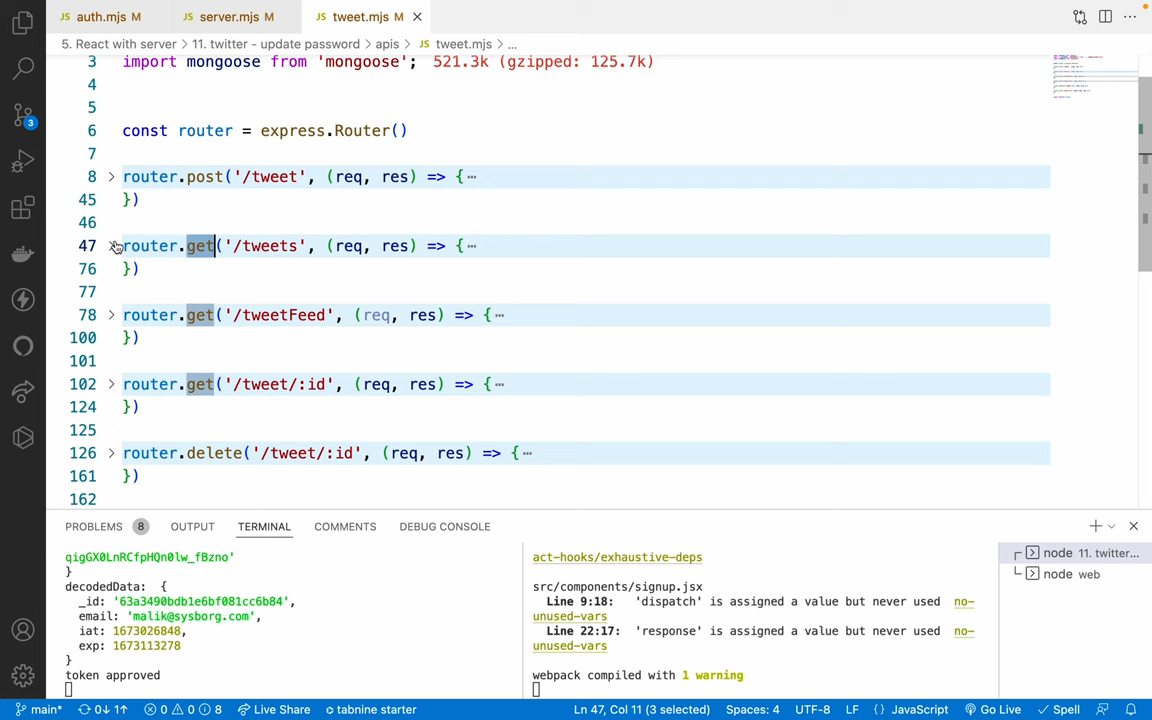 JS auth.mjs M JS server.mjs M JS tweet.mjs M
5. React with server > 11. twitter - update password > apis > JS tweet.mjs > ...
3 import mongoose from 'mongoose'; 521.3k (gzipped: 125.7k)
4
5
6 const router = express.Router()
7
8 router.post('/tweet', (req, res) => {⋯
45 })
46
47 router.get('/tweets', (req, res) => {⋯
76 })
77
78 router.get('/tweetFeed', (req, res) => {⋯
100 })
101
102 router.get('/tweet/:id', (req, res) => {⋯
124 })
125
126 router.delete('/tweet/:id', (req, res) => {⋯
161 })
162
3
PROBLEMS 8 OUTPUT TERMINAL COMMENTS DEBUG CONSOLE
qigGX0LnRCfpHQn0lw_fBzno'
}
decodedData: {
_id: '63a3490bdb1e6bf081cc6b84',
email: 'malik@sysborg.com',
iat: 1673026848,
exp: 1673113278
}
token approved
act-hooks/exhaustive-deps
src/components/signup.jsx
Line 9:18: 'dispatch' is assigned a value but never used no-
unused-vars
Line 22:17: 'response' is assigned a value but never used no-
unused-vars
webpack compiled with 1 warning
node 11. twitter...
node web
main* 0↓ 1↑ 0 0 8 Live Share tabnine starter Ln 47, Col 11 (3 selected) Spaces: 4 UTF-8 LF {} JavaScript Go Live Spell